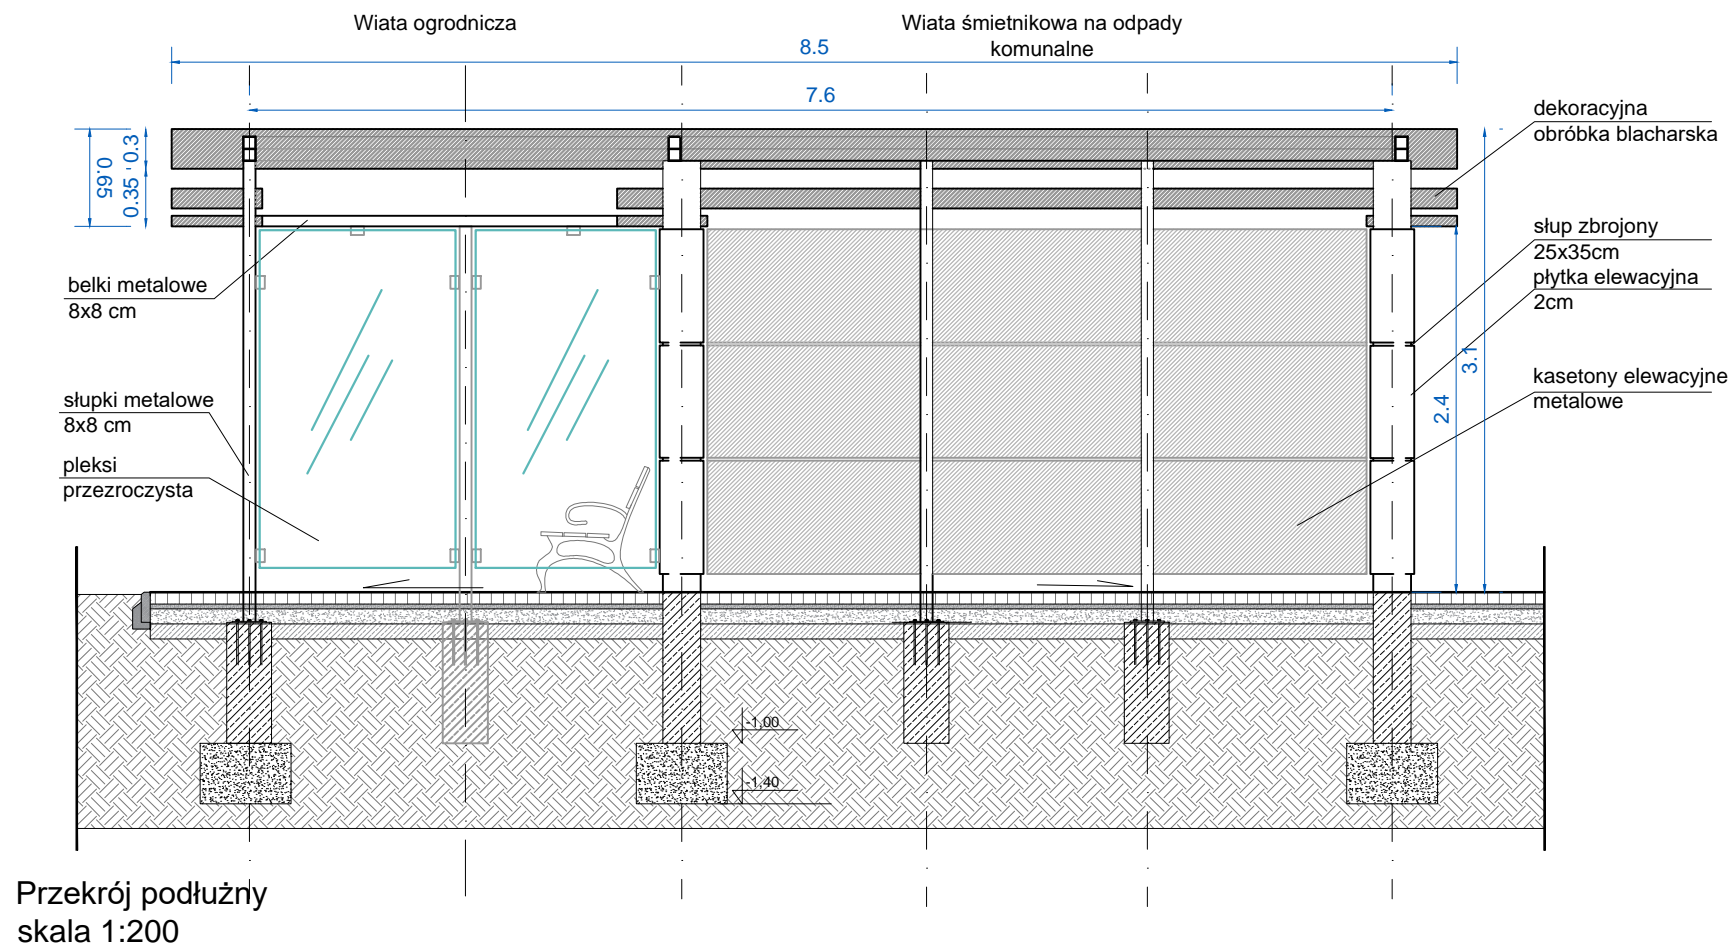 Wiata ogrodnicza
Wiata śmietnikowa na odpady
komunalne
8.5
7.6
dekoracyjna
obróbka blacharska
0.3
0.35
0.65
słup zbrojony
25x35cm
płytka elewacyjna
2cm
belki metalowe
8x8 cm
3.1
2.4
kasetony elewacyjne
metalowe
słupki metalowe
8x8 cm
pleksi
przezroczysta
-1,00
-1,40
Przekrój podłużny
skala 1:200